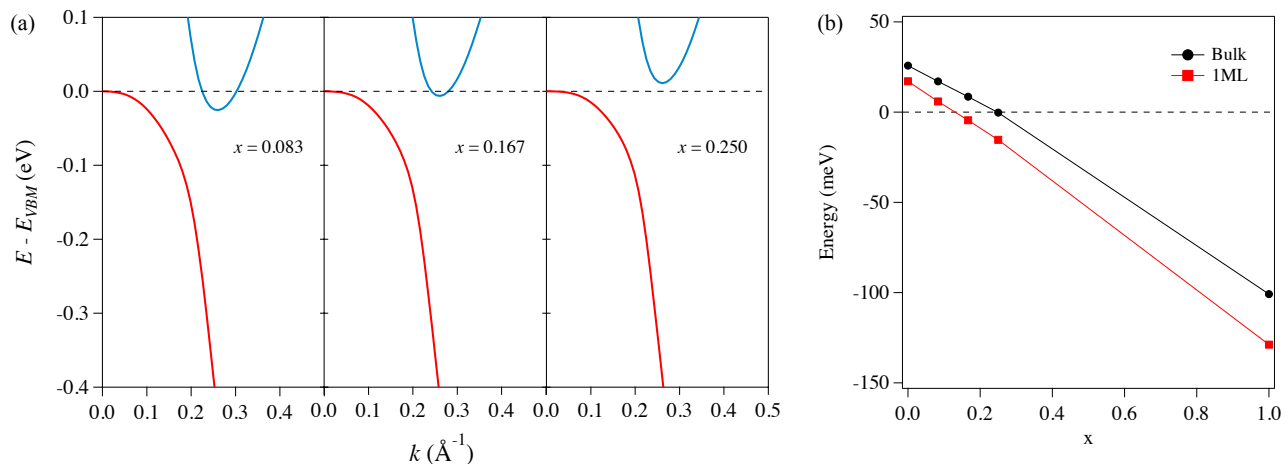 (a)
0.1
0.0
-0.1
-0.2
-0.3
-0.4
E - E_VBM (eV)
x = 0.083
x = 0.167
x = 0.250
0.0 0.1 0.2 0.3 0.4
0.0 0.1 0.2 0.3 0.4
0.0 0.1 0.2 0.3 0.4 0.5
k (Å⁻¹)
(b)
50
0
-50
-100
-150
Energy (meV)
Bulk
1ML
0.0 0.2 0.4 0.6 0.8 1.0
x